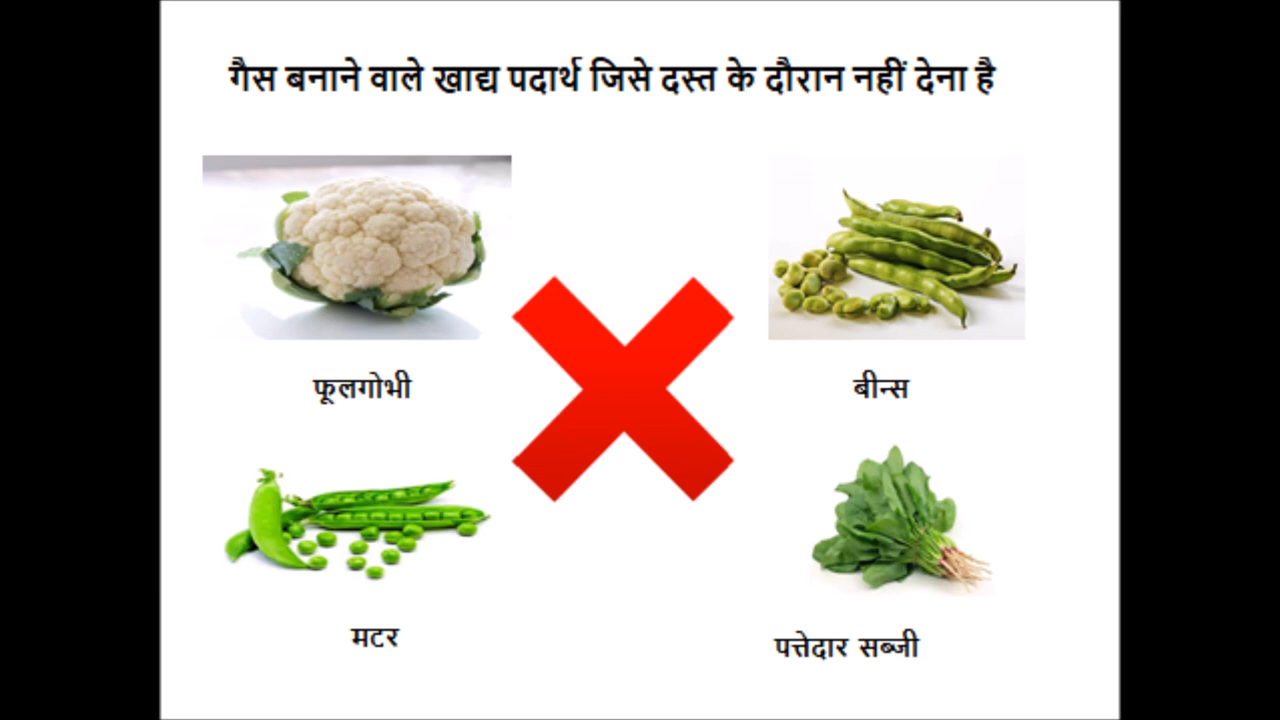 गैस बनाने वाले खाद्य पदार्थ जिसे दस्त के दौरान नहीं देना है
फूलगोभी
बीन्स
मटर
पत्तेदार सब्जी